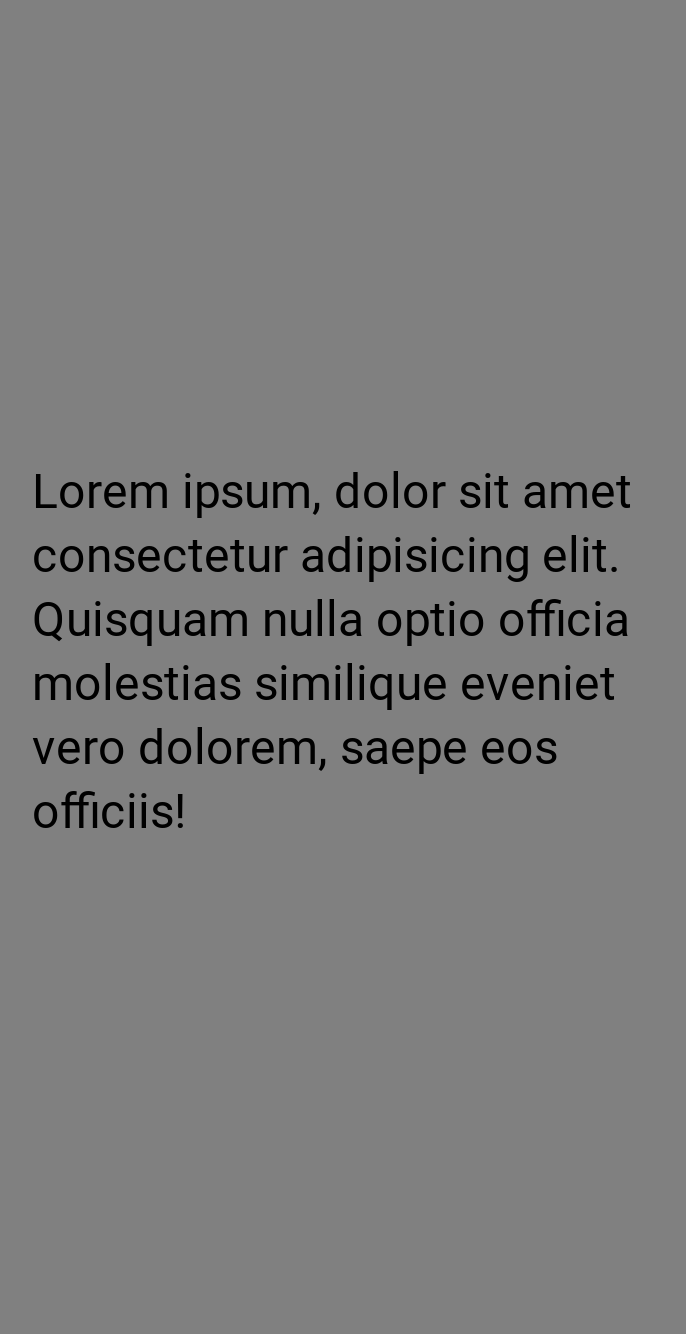 Lorem ipsum, dolor sit amet
consectetur adipisicing elit.
Quisquam nulla optio officia
molestias similique eveniet
vero dolorem, saepe eos
officiis!